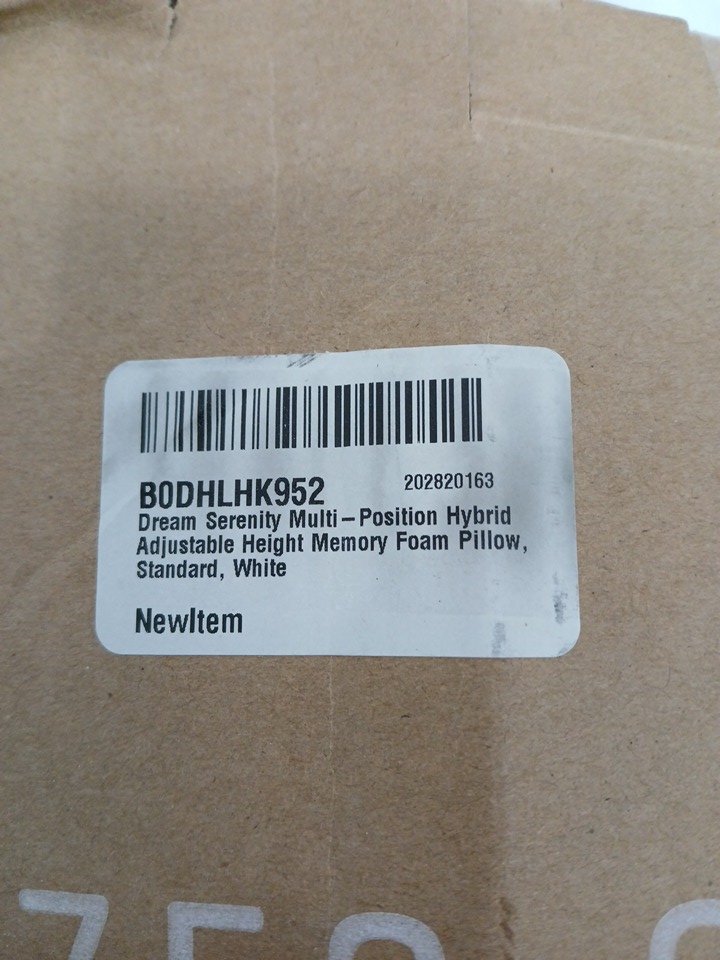 B0DHLHK952 202820163
Dream Serenity Multi-Position Hybrid
Adjustable Height Memory Foam Pillow,
Standard, White
NewItem